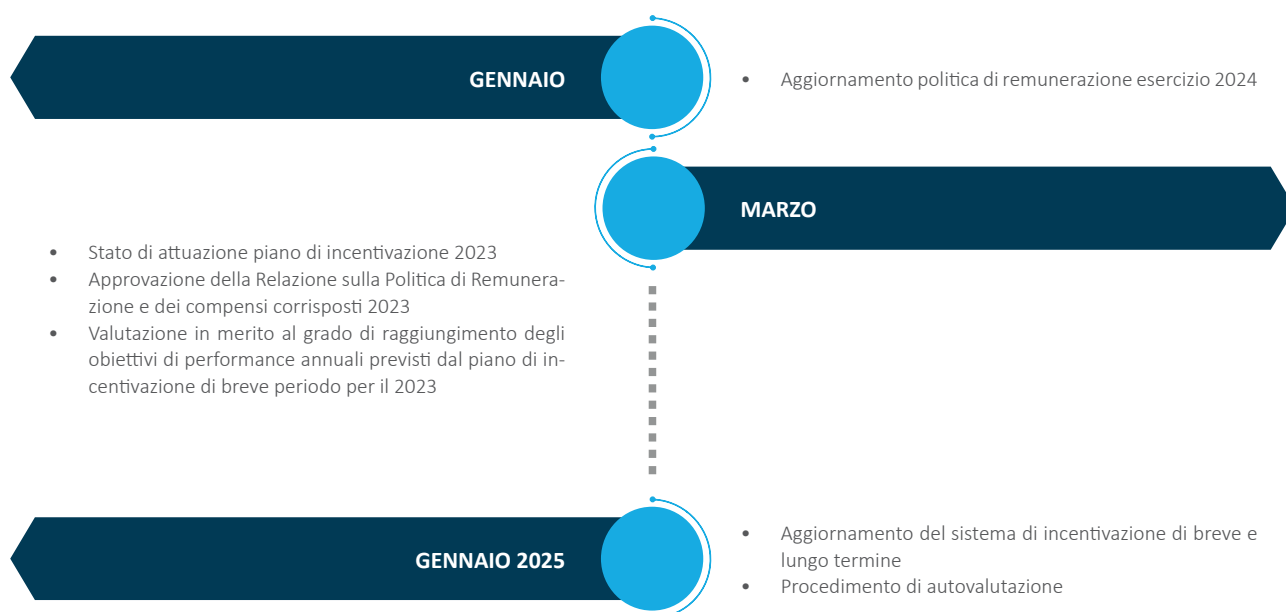 GENNAIO
• Aggiornamento politica di remunerazione esercizio 2024
MARZO
• Stato di attuazione piano di incentivazione 2023
• Approvazione della Relazione sulla Politica di Remunera-
zione e dei compensi corrisposti 2023
• Valutazione in merito al grado di raggiungimento degli
obiettivi di performance annuali previsti dal piano di in-
centivazione di breve periodo per il 2023
GENNAIO 2025
• Aggiornamento del sistema di incentivazione di breve e
lungo termine
• Procedimento di autovalutazione